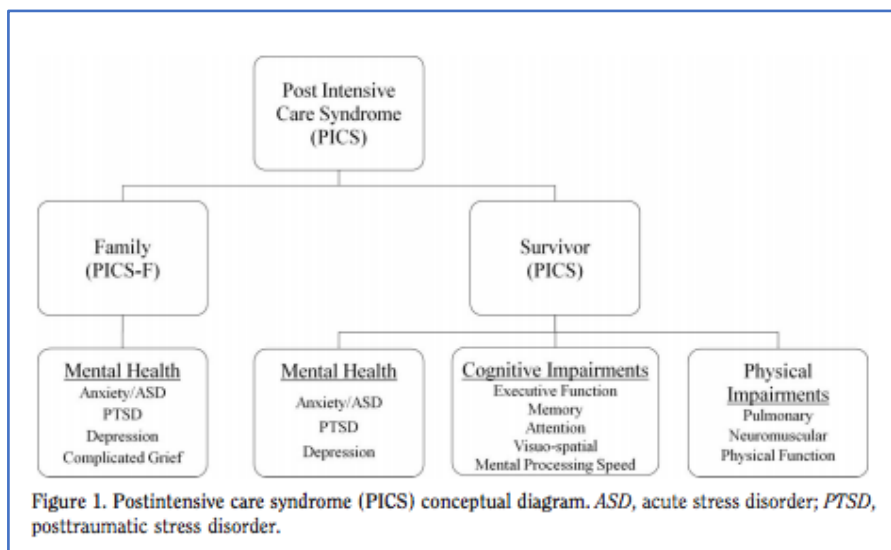 Post Intensive
Care Syndrome
(PICS)
Family
(PICS-F)
Survivor
(PICS)
Mental Health
Anxiety/ASD
PTSD
Depression
Complicated Grief
Mental Health
Anxiety/ASD
PTSD
Depression
Cognitive Impairments
Executive Function
Memory
Attention
Visuo-spatial
Mental Processing Speed
Physical
Impairments
Pulmonary
Neuromuscular
Physical Function
Figure 1. Postintensive care syndrome (PICS) conceptual diagram. ASD, acute stress disorder; PTSD,
posttraumatic stress disorder.